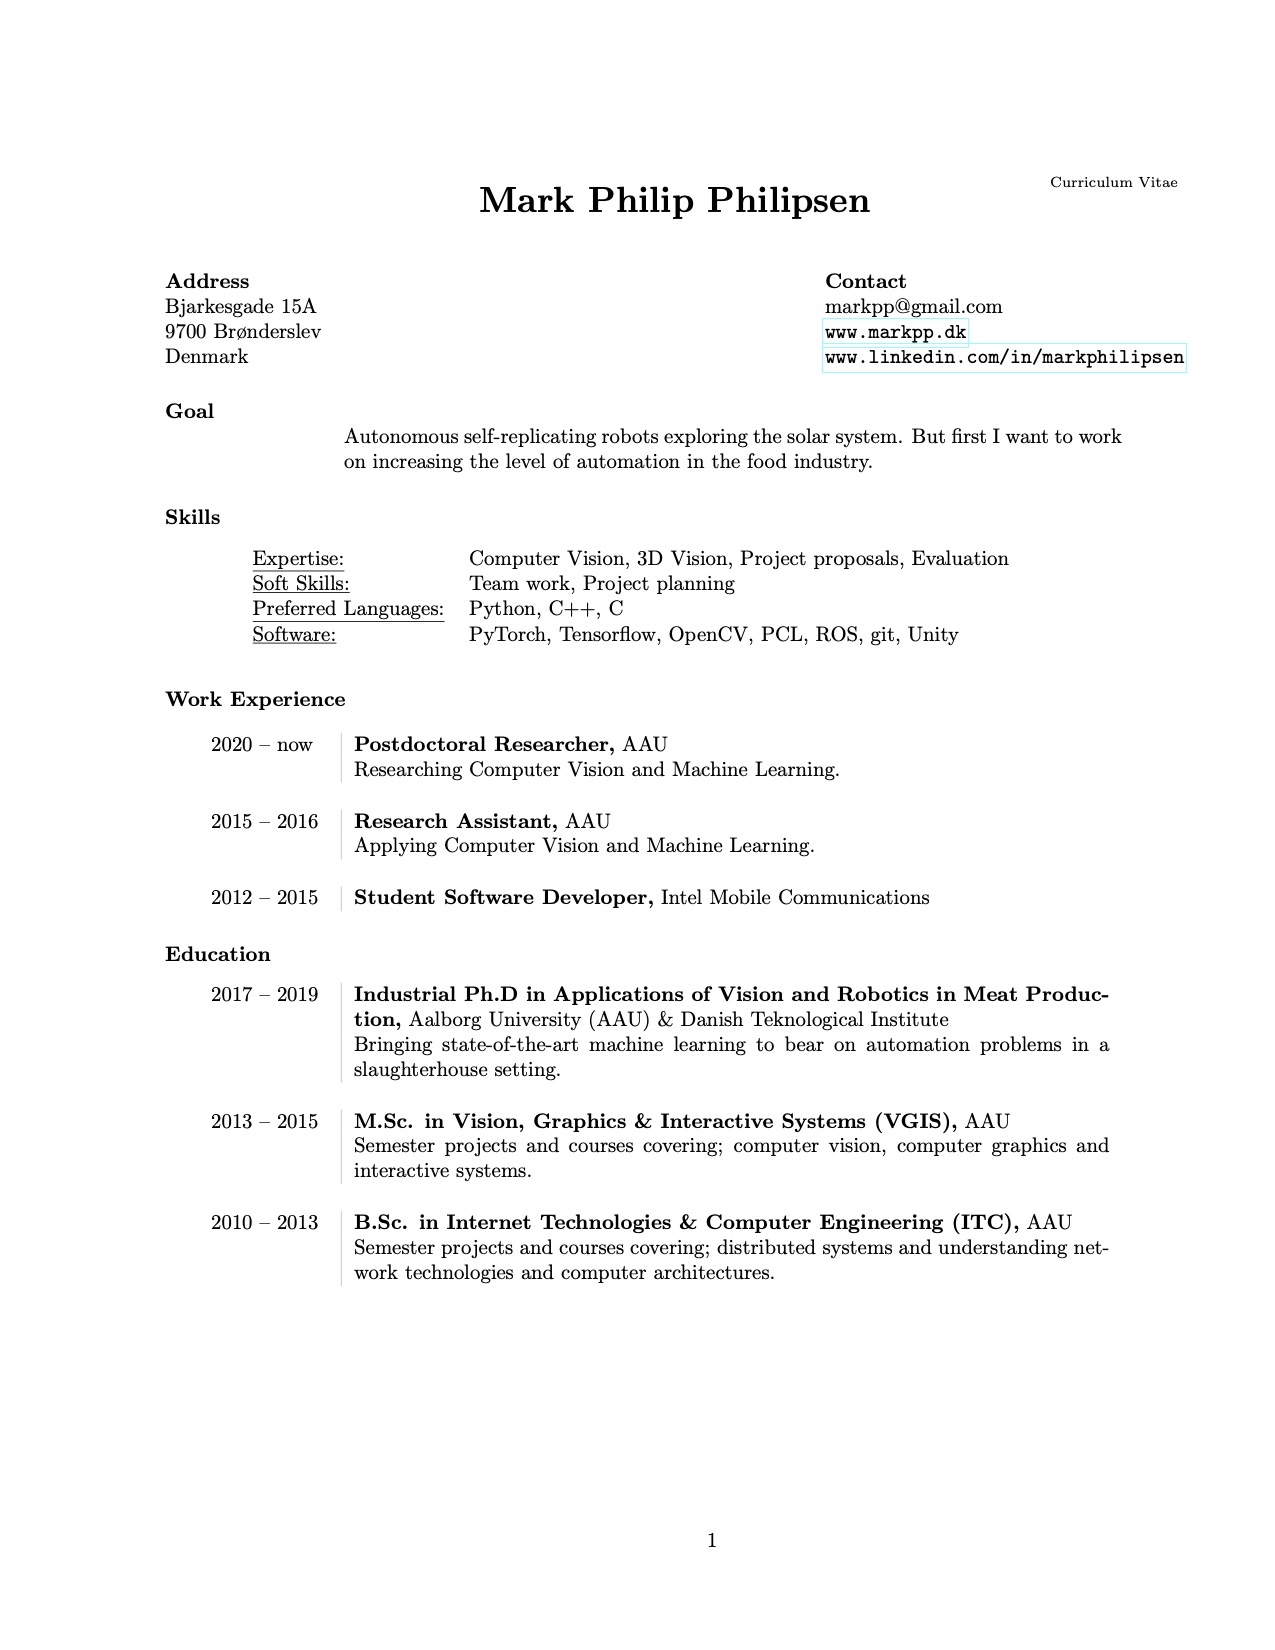 Curriculum Vitae
Mark Philip Philipsen
Address
Bjarkesgade 15A
9700 Brønderslev
Denmark
Contact
markpp@gmail.com
www.markpp.dk
www.linkedin.com/in/markphilipsen
Goal
Autonomous self-replicating robots exploring the solar system. But first I want to work
on increasing the level of automation in the food industry.
Skills
Expertise: Computer Vision, 3D Vision, Project proposals, Evaluation
Soft Skills: Team work, Project planning
Preferred Languages: Python, C++, C
Software: PyTorch, Tensorflow, OpenCV, PCL, ROS, git, Unity
Work Experience
2020 – now Postdoctoral Researcher, AAU
Researching Computer Vision and Machine Learning.
2015 – 2016 Research Assistant, AAU
Applying Computer Vision and Machine Learning.
2012 – 2015 Student Software Developer, Intel Mobile Communications
Education
2017 – 2019 Industrial Ph.D in Applications of Vision and Robotics in Meat Produc-
tion, Aalborg University (AAU) & Danish Teknological Institute
Bringing state-of-the-art machine learning to bear on automation problems in a
slaughterhouse setting.
2013 – 2015 M.Sc. in Vision, Graphics & Interactive Systems (VGIS), AAU
Semester projects and courses covering; computer vision, computer graphics and
interactive systems.
2010 – 2013 B.Sc. in Internet Technologies & Computer Engineering (ITC), AAU
Semester projects and courses covering; distributed systems and understanding net-
work technologies and computer architectures.
1